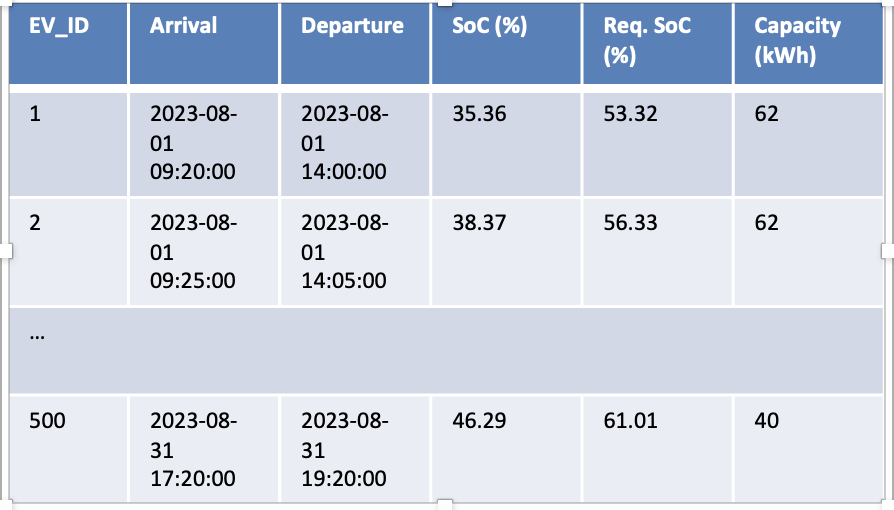 EV_ID Arrival Departure SoC (%) Req. SoC (%) Capacity (kWh)
1 2023-08-01 09:20:00 2023-08-01 14:00:00 35.36 53.32 62
2 2023-08-01 09:25:00 2023-08-01 14:05:00 38.37 56.33 62
...
500 2023-08-31 17:20:00 2023-08-31 19:20:00 46.29 61.01 40